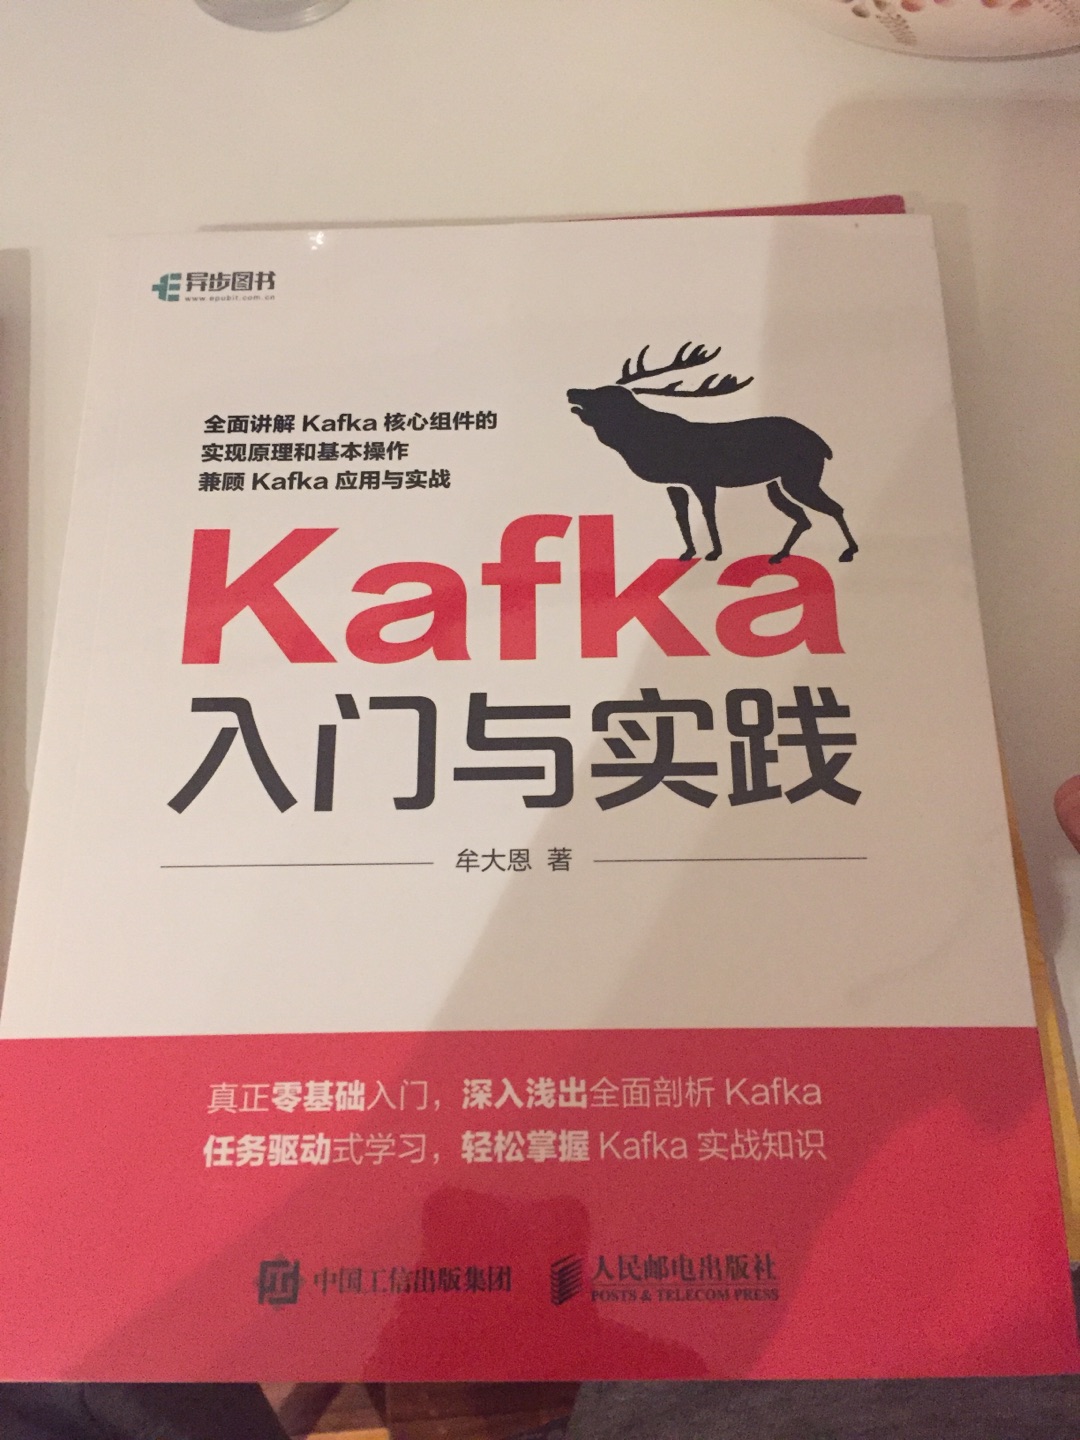 异步图书
www.epubit.com.cn
全面讲解 Kafka 核心组件的
实现原理和基本操作
兼顾 Kafka 应用与实战
Kafka
入门与实践
牟大恩 著
真正零基础入门，深入浅出全面剖析 Kafka
任务驱动式学习，轻松掌握 Kafka 实战知识
中国工信出版集团
人民邮电出版社
POSTS & TELECOM PRESS